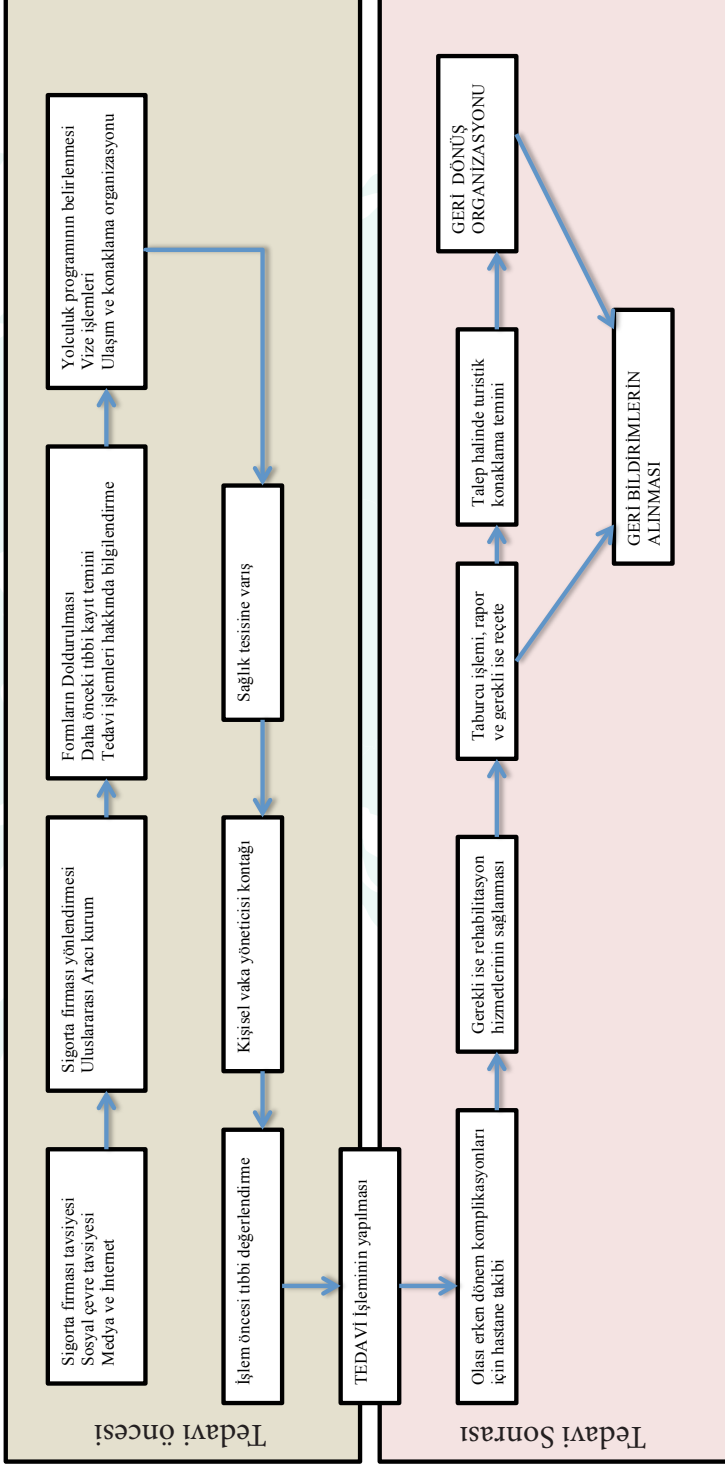 Tedavi öncesi
Sigorta firması tavsiyesi
Sosyal çevre tavsiyesi
Medya ve İnternet
Sigorta firması yönlendirmesi
Uluslararası Aracı kurum
Formların Doldurulması
Daha önceki tıbbi kayıt temini
Tedavi işlemleri hakkında bilgilendirme
Yolculuk programının belirlenmesi
Vize işlemleri
Ulaşım ve konaklama organizasyonu
Sağlık tesisine varış
Kişisel vaka yöneticisi kontağı
İşlem öncesi tıbbi değerlendirme
TEDAVİ İşleminin yapılması
Tedavi Sonrası
Olası erken dönem komplikasyonları
için hastane takibi
Gerekli ise rehabilitasyon
hizmetlerinin sağlanması
Taburcu işlemi, rapor
ve gerekli ise reçete
Talep halinde turistik
konaklama temini
GERİ DÖNÜŞ
ORGANİZASYONU
GERİ BİLDİRİMLERİN
ALINMASI